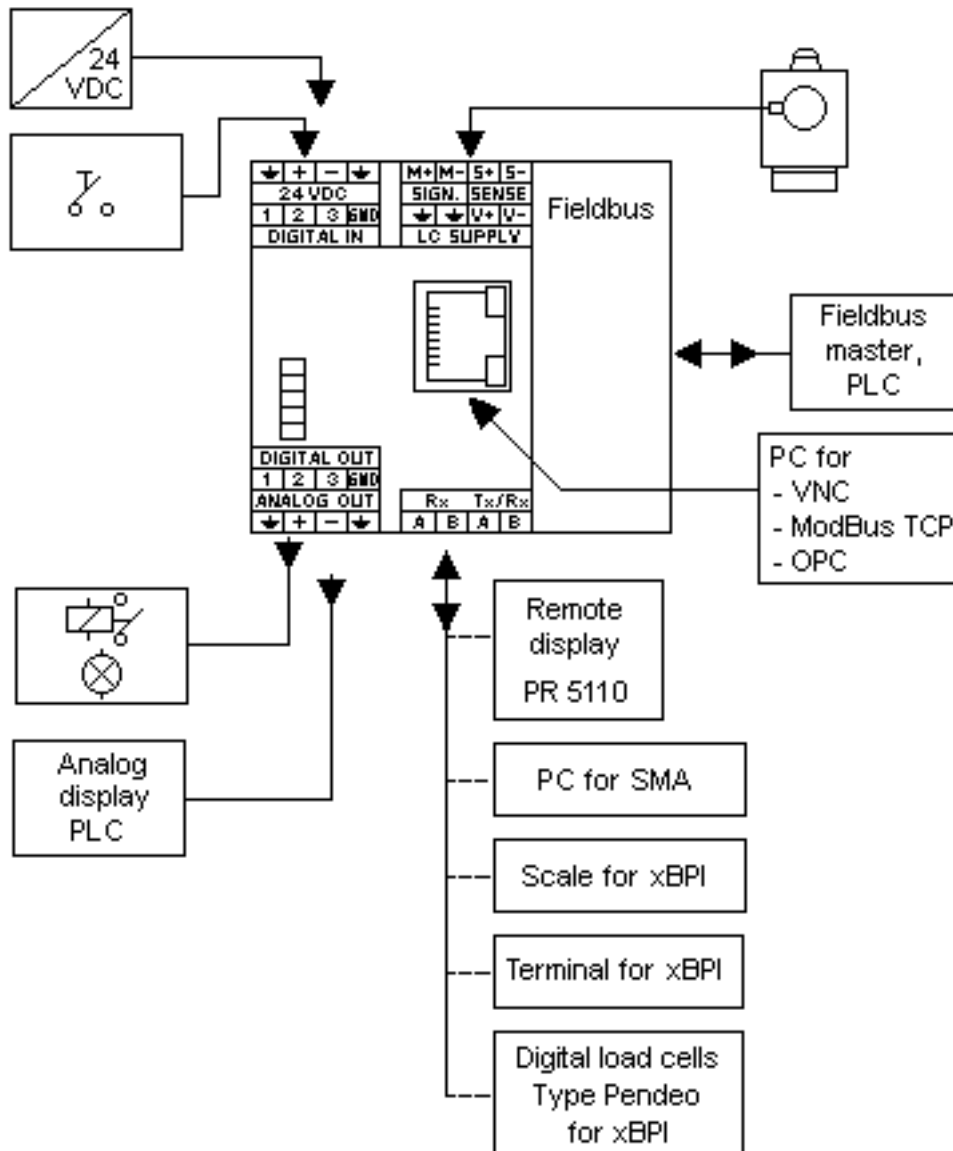 24
VDC
+ −
M+ M− S+ S−
24 VDC
SIGN. SENSE
1 2 3 GND
V+ V−
DIGITAL IN
LC SUPPLY
Fieldbus
Fieldbus
master,
PLC
PC for
- VNC
- ModBus TCP
- OPC
DIGITAL OUT
1 2 3 GND
ANALOG OUT
+ −
Rx Tx/Rx
A B A B
Remote
display
PR 5110
Analog
display
PLC
PC for SMA
Scale for xBPI
Terminal for xBPI
Digital load cells
Type Pendeo
for xBPI